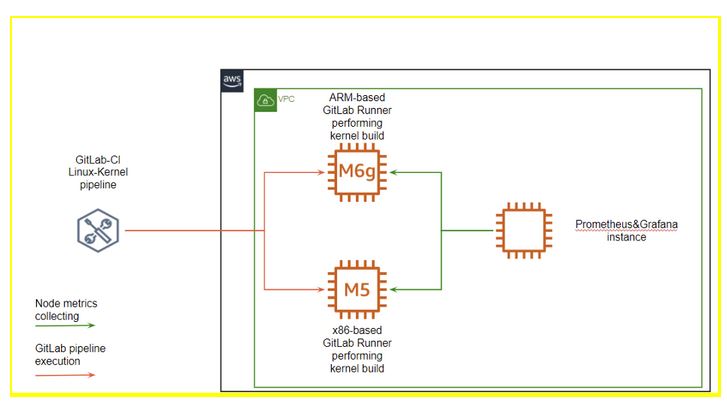 aws
VPC
ARM-based
GitLab Runner
performing
kernel build
M6g
GitLab-CI
Linux-Kernel
pipeline
Prometheus&Grafana
instance
M5
Node metrics
collecting
x86-based
GitLab Runner
performing
kernel build
GitLab pipeline
execution